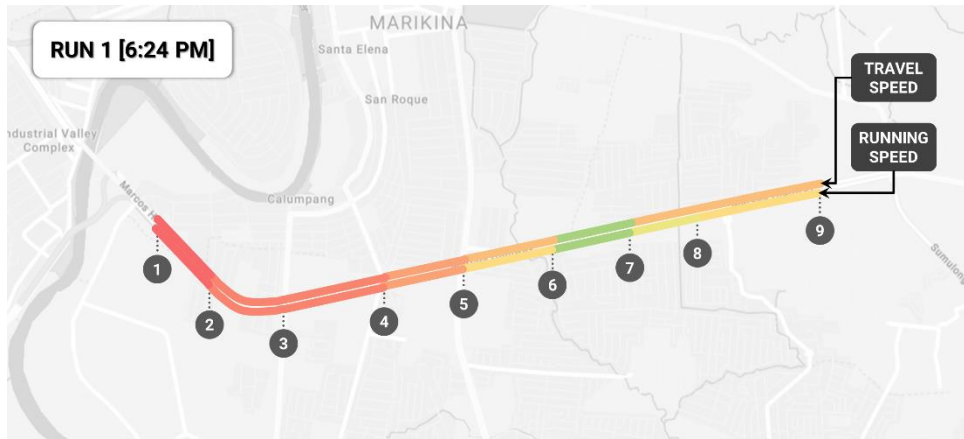 MARIKINA
RUN 1 [6:24 PM]
Santa Elena
TRAVEL
SPEED
San Roque
RUNNING
SPEED
Industrial Valley
Complex
Marcos H
Calumpang
1
2
3
4
5
6
7
8
9
Sumulong